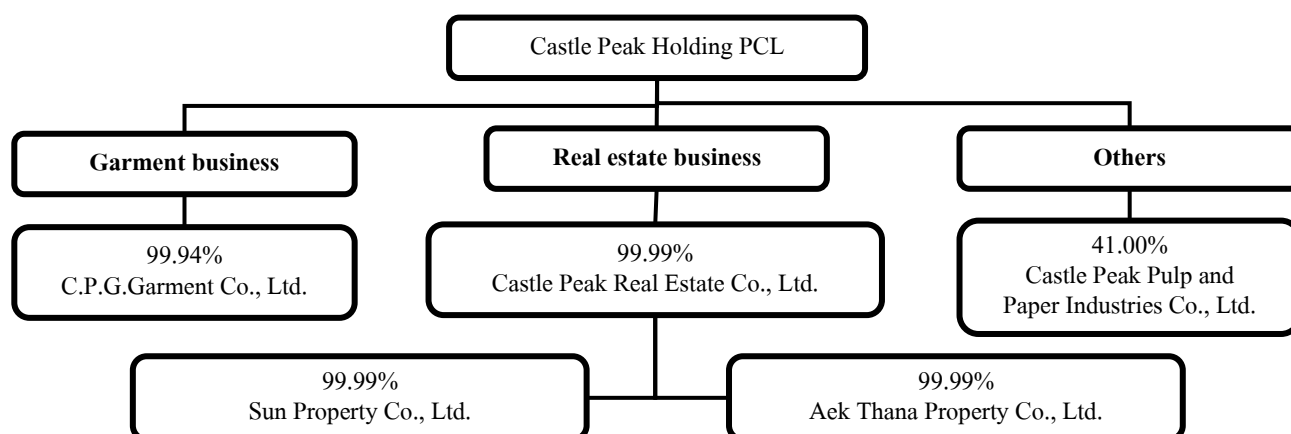 Castle Peak Holding PCL
Garment business
Real estate business
Others
99.94%
C.P.G.Garment Co., Ltd.
99.99%
Castle Peak Real Estate Co., Ltd.
41.00%
Castle Peak Pulp and
Paper Industries Co., Ltd.
99.99%
Sun Property Co., Ltd.
99.99%
Aek Thana Property Co., Ltd.